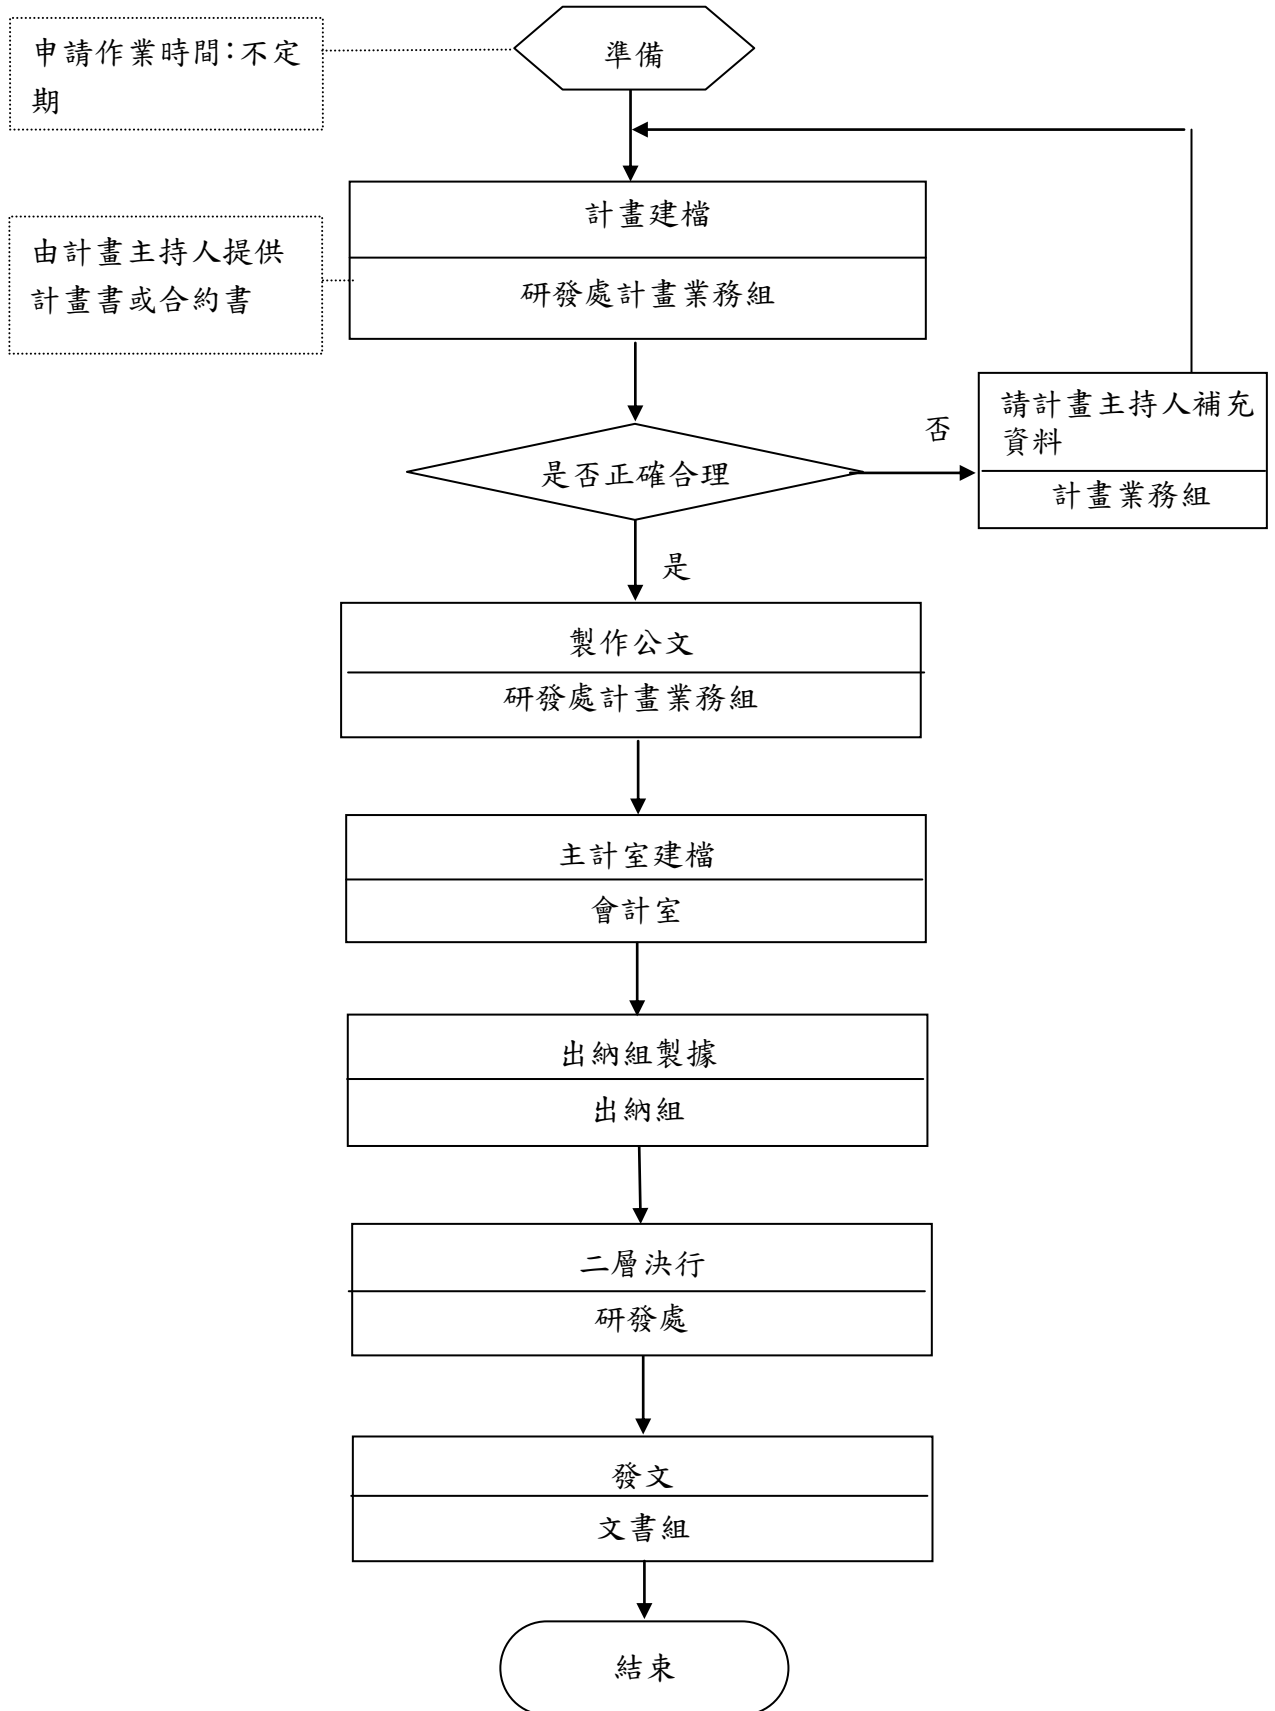 申請作業時間:不定
期
準備
計畫建檔
由計畫主持人提供
計畫書或合約書
研發處計畫業務組
請計畫主持人補充
資料
否
是否正確合理
計畫業務組
是
製作公文
研發處計畫業務組
主計室建檔
會計室
出納組製據
出納組
二層決行
研發處
發文
文書組
結束